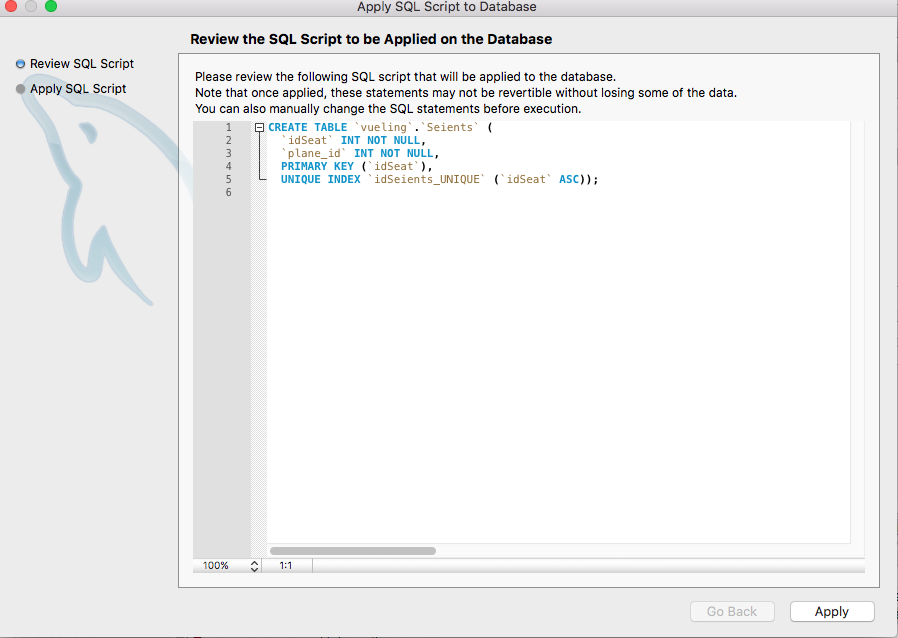 Apply SQL Script to Database
Review the SQL Script to be Applied on the Database
Review SQL Script
Apply SQL Script
Please review the following SQL script that will be applied to the database.
Note that once applied, these statements may not be revertible without losing some of the data.
You can also manually change the SQL statements before execution.
1 CREATE TABLE `vueling`.`Seients` (
2 `idSeat` INT NOT NULL,
3 `plane_id` INT NOT NULL,
4 PRIMARY KEY (`idSeat`),
5 UNIQUE INDEX `idSeients_UNIQUE` (`idSeat` ASC));
6
100% 1:1
Go Back Apply